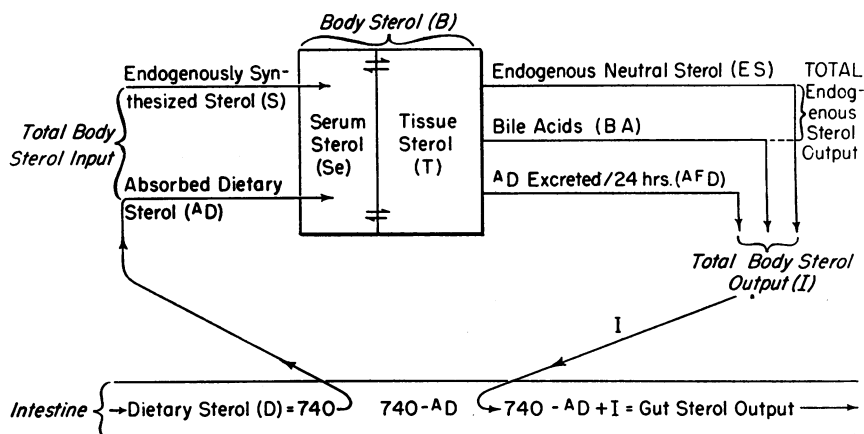 Body Sterol (B)
Endogenously Syn-
thesized Sterol (S)
Total Body
Sterol Input
Absorbed Dietary
Sterol (ᴬD)
Serum
Sterol
(Se)
Tissue
Sterol
(T)
Endogenous Neutral Sterol (ES)
Bile Acids (BA)
ᴬD Excreted/24 hrs. (AFD)
TOTAL
Endog-
enous
Sterol
Output
Total Body Sterol
Output (I)
I
Intestine
Dietary Sterol (D) = 740
740-ᴬD
740 -ᴬD + I = Gut Sterol Output